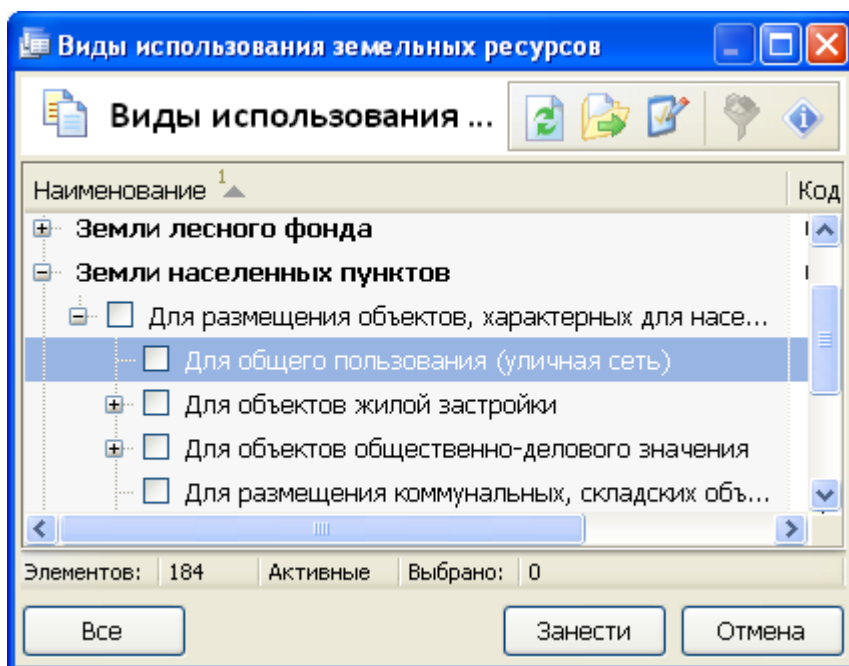 Виды использования земельных ресурсов
Виды использования ...
Наименование 1
Код
Земли лесного фонда
Земли населенных пунктов
Для размещения объектов, характерных для насе...
Для общего пользования (уличная сеть)
Для объектов жилой застройки
Для объектов общественно-делового значения
Для размещения коммунальных, складских объ...
Элементов: 184 Активные Выбрано: 0
Все Занести Отмена